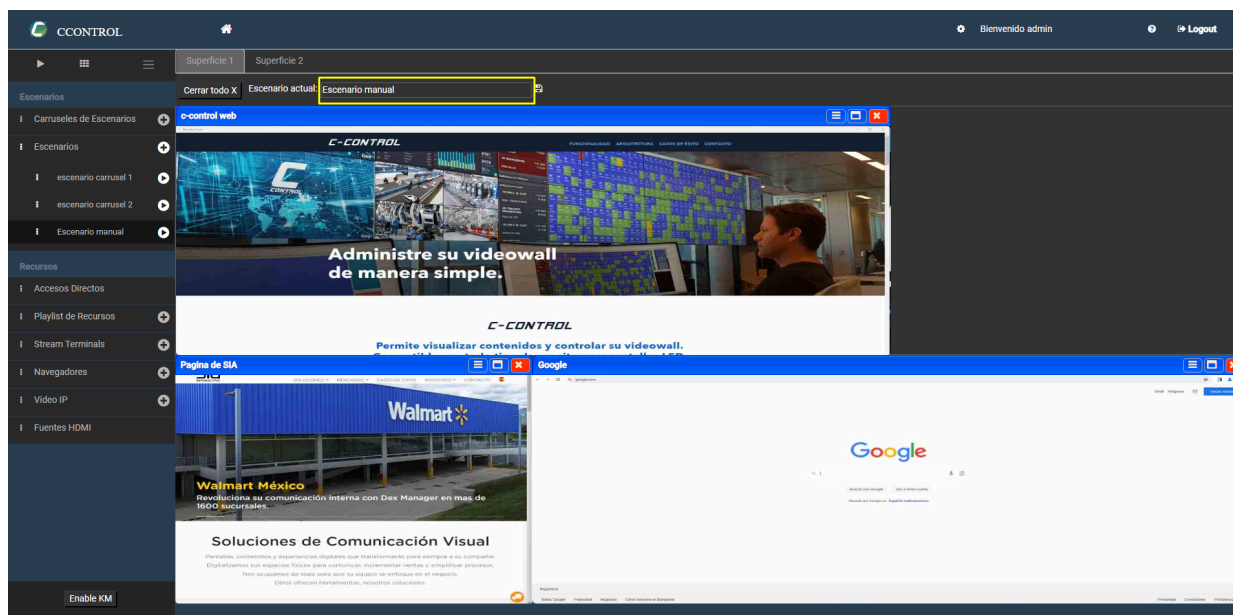 CCONTROL
Bienvenido admin
Logout
Superficie 1
Superficie 2
Cerrar todo X
Escenario actual:
Escenario manual
Escenarios
Carruseles de Escenarios
Escenarios
escenario carrusel 1
escenario carrusel 2
Escenario manual
Recursos
Accesos Directos
Playlist de Recursos
Stream Terminals
Navegadores
Video IP
Fuentes HDMI
Enable KM
c-control web
C-CONTROL
FUNCIONALIDAD ARQUITECTURA CASOS DE ÉXITO CONTACTO
CONTROL
Administre su videowall
de manera simple.
C-CONTROL
Permite visualizar contenidos y controlar su videowall.
Pagina de SIA
SOLUCIONES MERCADOS CASOS DE ÉXITO NOSOTROS CONTACTO
Walmart
Walmart México
Revoluciona su comunicación interna con Dex Manager en mas de
1600 sucursales.
Soluciones de Comunicación Visual
Pantallas, contenidos y experiencias digitales que transformarán para siempre a su compañía.
Digitalizamos sus espacios físicos para comunicar, incrementar ventas y simplificar procesos.
Nos ocupamos de todo para que su equipo se enfoque en el negocio.
Otros ofrecen herramientas, nosotros soluciones.
Google
google.com
Google